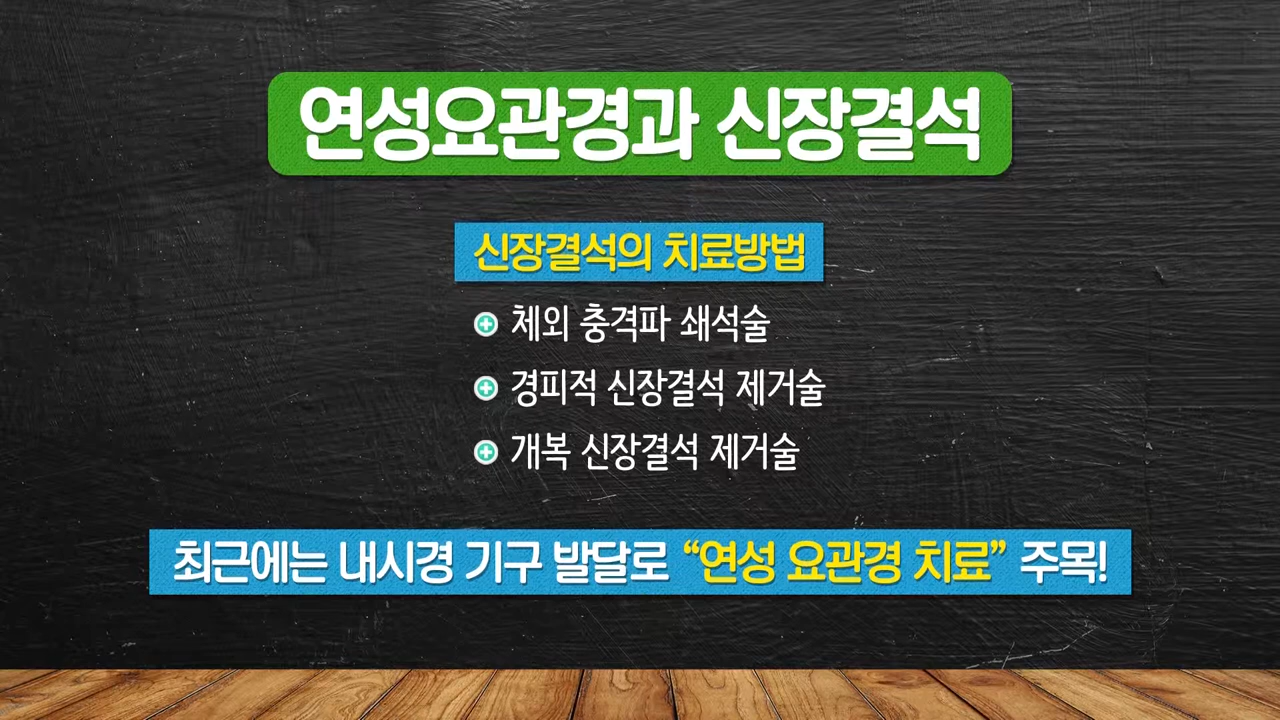 연성요관경과 신장결석
신장결석의 치료방법
체외 충격파 쇄석술
경피적 신장결석 제거술
개복 신장결석 제거술
최근에는 내시경 기구 발달로 “연성 요관경 치료” 주목!